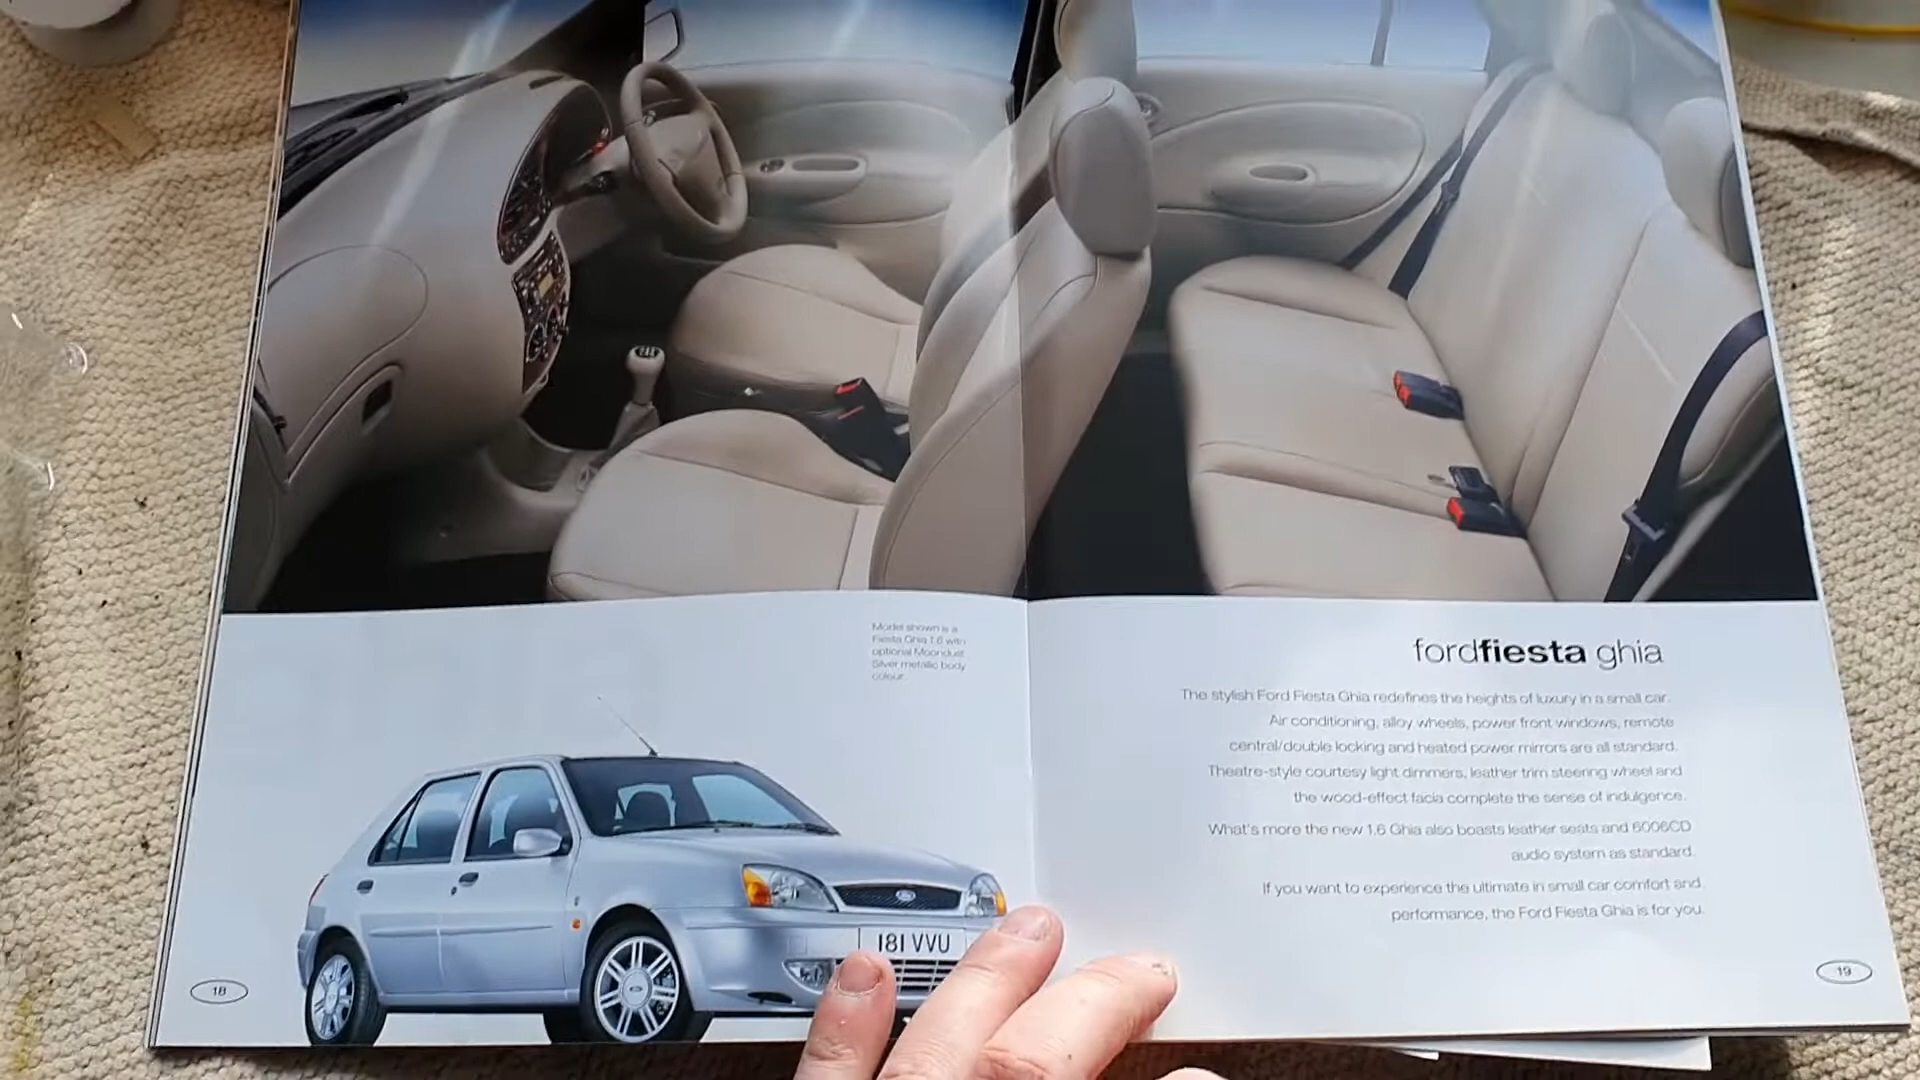 Model shown is a
Fiesta Ghia 1.6 with
optional Moondust
Silver metallic body
colour.
181 VVU
18
fordfiesta ghia
The stylish Ford Fiesta Ghia redefines the heights of luxury in a small car.
Air conditioning, alloy wheels, power front windows, remote
central/double locking and heated power mirrors are all standard.
Theatre-style courtesy light dimmers, leather trim steering wheel and
the wood-effect facia complete the sense of indulgence.
What's more the new 1.6 Ghia also boasts leather seats and 6006CD
audio system as standard.
If you want to experience the ultimate in small car comfort and
performance, the Ford Fiesta Ghia is for you.
19